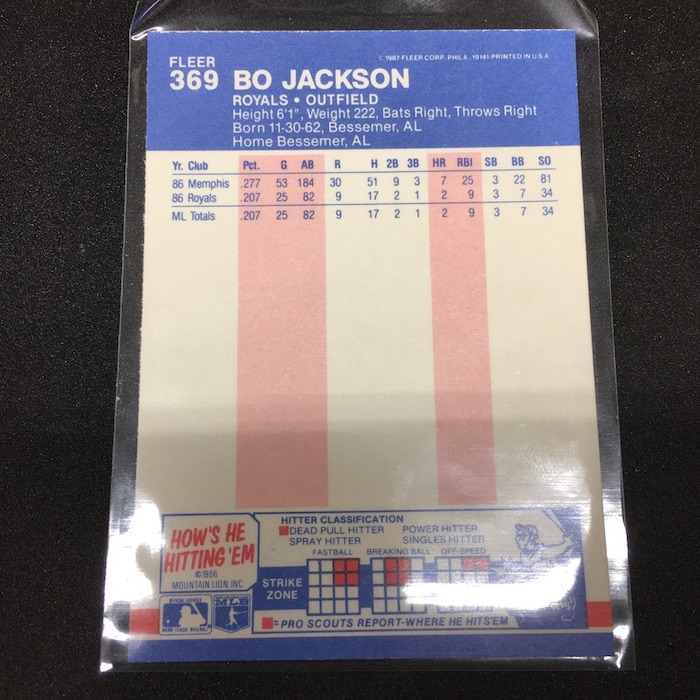 FLEER © 1987 FLEER CORP. PHILA. 19141-PRINTED IN U.S.A.
369 BO JACKSON
ROYALS • OUTFIELD
Height 6'1", Weight 222, Bats Right, Throws Right
Born 11-30-62, Bessemer, AL
Home Bessemer, AL
Yr. Club Pct. G AB R H 2B 3B HR RBI SB BB SO
86 Memphis .277 53 184 30 51 9 3 7 25 3 22 81
86 Royals .207 25 82 9 17 2 1 2 9 3 7 34
ML Totals .207 25 82 9 17 2 1 2 9 3 7 34
HOW'S HE
HITTING 'EM
©1986
MOUNTAIN LION, INC.
HITTER CLASSIFICATION
DEAD PULL HITTER POWER HITTER
SPRAY HITTER SINGLES HITTER
FASTBALL BREAKING BALL OFF-SPEED
STRIKE
ZONE
= PRO SCOUTS REPORT-WHERE HE HITS'EM
OFFICIAL LICENSEE
MAJOR LEAGUE BASEBALL
MLB